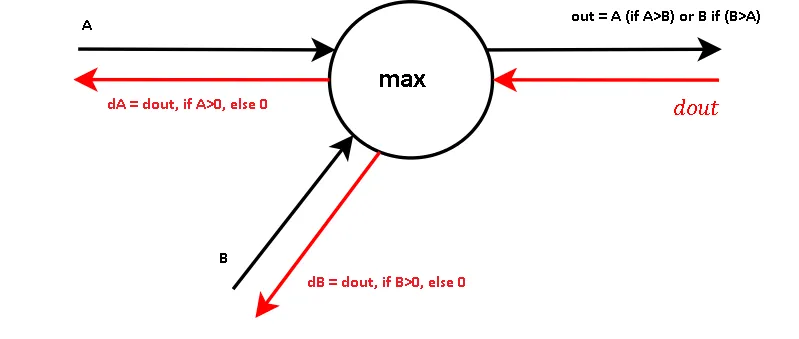 A
out = A (if A>B) or B if (B>A)
max
dA = dout, if A>0, else 0
dout
B
dB = dout, if B>0, else 0